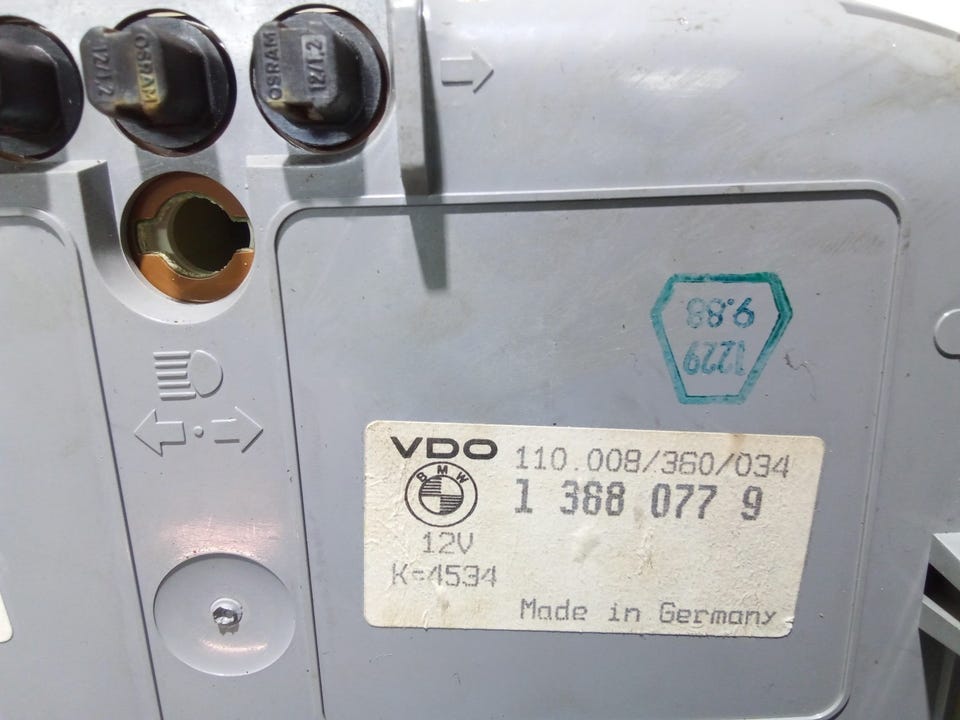 12/1.2
OSRAM
OSRAM
12/1.2
1229
9.88
VDO 110.008/360/034
BMW 1 368 077 9
12V
K=4534
Made in Germany